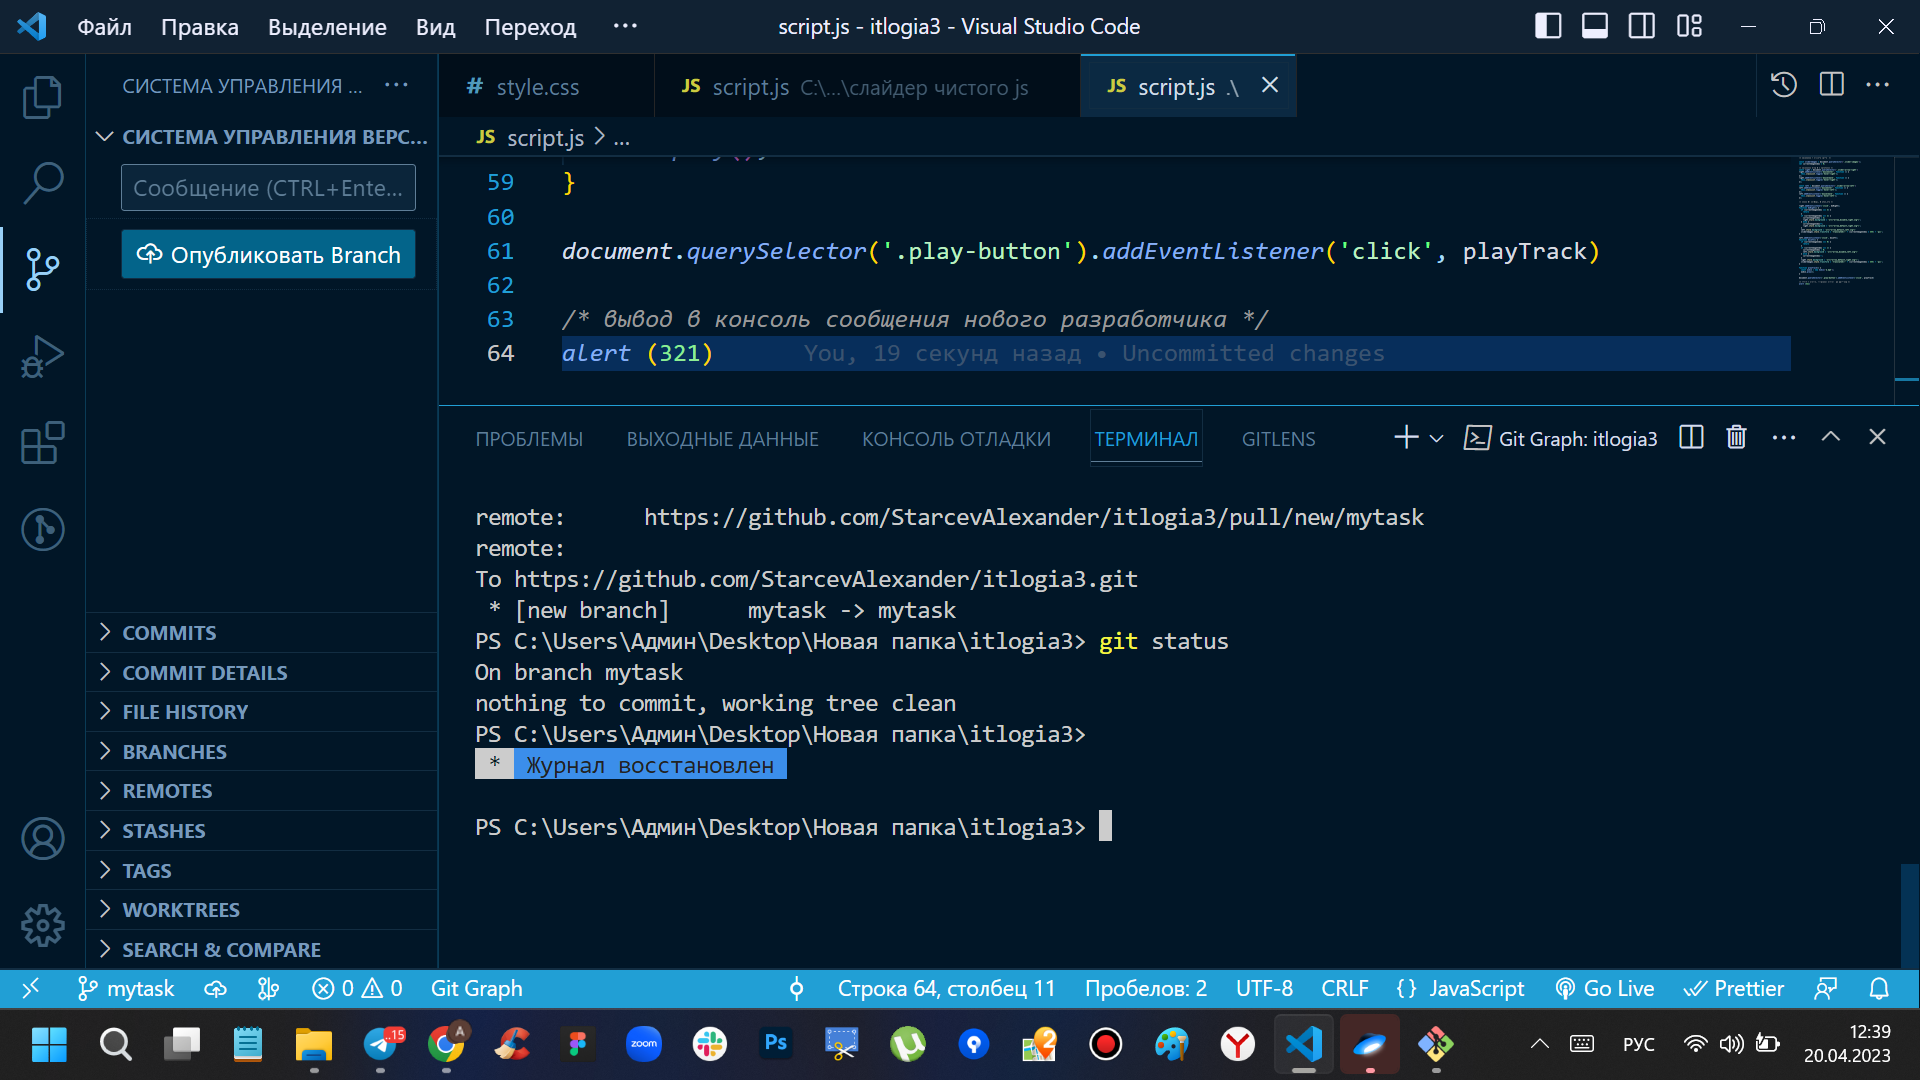 Файл Правка Выделение Вид Переход ··· script.js - itlogia3 - Visual Studio Code
СИСТЕМА УПРАВЛЕНИЯ ... ···
# style.css JS script.js C:\...\слайдер чистого js JS script.js .\
СИСТЕМА УПРАВЛЕНИЯ ВЕРС...
JS script.js > ...
Сообщение (CTRL+Ente...
Опубликовать Branch
59 }
60
61 document.querySelector('.play-button').addEventListener('click', playTrack)
62
63 /* вывод в консоль сообщения нового разработчика */
64 alert (321) You, 19 секунд назад • Uncommitted changes
ПРОБЛЕМЫ ВЫХОДНЫЕ ДАННЫЕ КОНСОЛЬ ОТЛАДКИ ТЕРМИНАЛ GITLENS Git Graph: itlogia3
remote: https://github.com/StarcevAlexander/itlogia3/pull/new/mytask
remote:
To https://github.com/StarcevAlexander/itlogia3.git
* [new branch] mytask -> mytask
PS C:\Users\Админ\Desktop\Новая папка\itlogia3> git status
On branch mytask
nothing to commit, working tree clean
PS C:\Users\Админ\Desktop\Новая папка\itlogia3>
* Журнал восстановлен
PS C:\Users\Админ\Desktop\Новая папка\itlogia3>
COMMITS
COMMIT DETAILS
FILE HISTORY
BRANCHES
REMOTES
STASHES
TAGS
WORKTREES
SEARCH & COMPARE
mytask 0 0 Git Graph Строка 64, столбец 11 Пробелов: 2 UTF-8 CRLF {} JavaScript Go Live Prettier
..15 A zoom Ps 2 РУС 12:39
20.04.2023